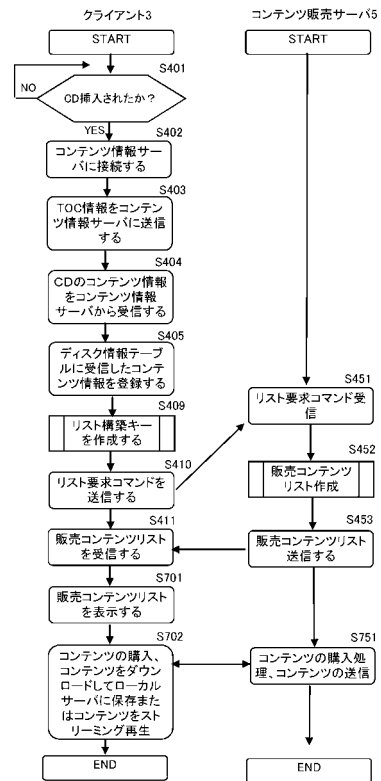 クライアント3
START
S401
NO
CD挿入されたか?
YES
S402
コンテンツ情報サー
バに接続する
S403
TOC情報をコンテン
ツ情報サーバに送信
する
S404
CDのコンテンツ情報
をコンテンツ情報
サーバから受信する
S405
ディスク情報テーブ
ルに受信したコンテ
ンツ情報を登録する
S409
リスト構築キー
を作成する
S410
リスト要求コマンドを
送信する
S411
販売コンテンツリスト
を受信する
S701
販売コンテンツリスト
を表示する
S702
コンテンツの購入、
コンテンツをダウン
ロードしてローカル
サーバに保存また
はコンテンツをスト
リーミング再生
END
コンテンツ販売サーバ5
START
S451
リスト要求コマンド受
信
S452
販売コンテンツ
リスト作成
S453
販売コンテンツリスト
送信する
S751
コンテンツの購入処
理、コンテンツの送信
END